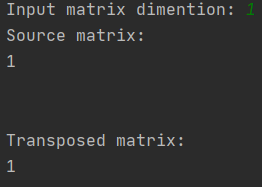 Input matrix dimention: 1
Source matrix:
1
Transposed matrix:
1